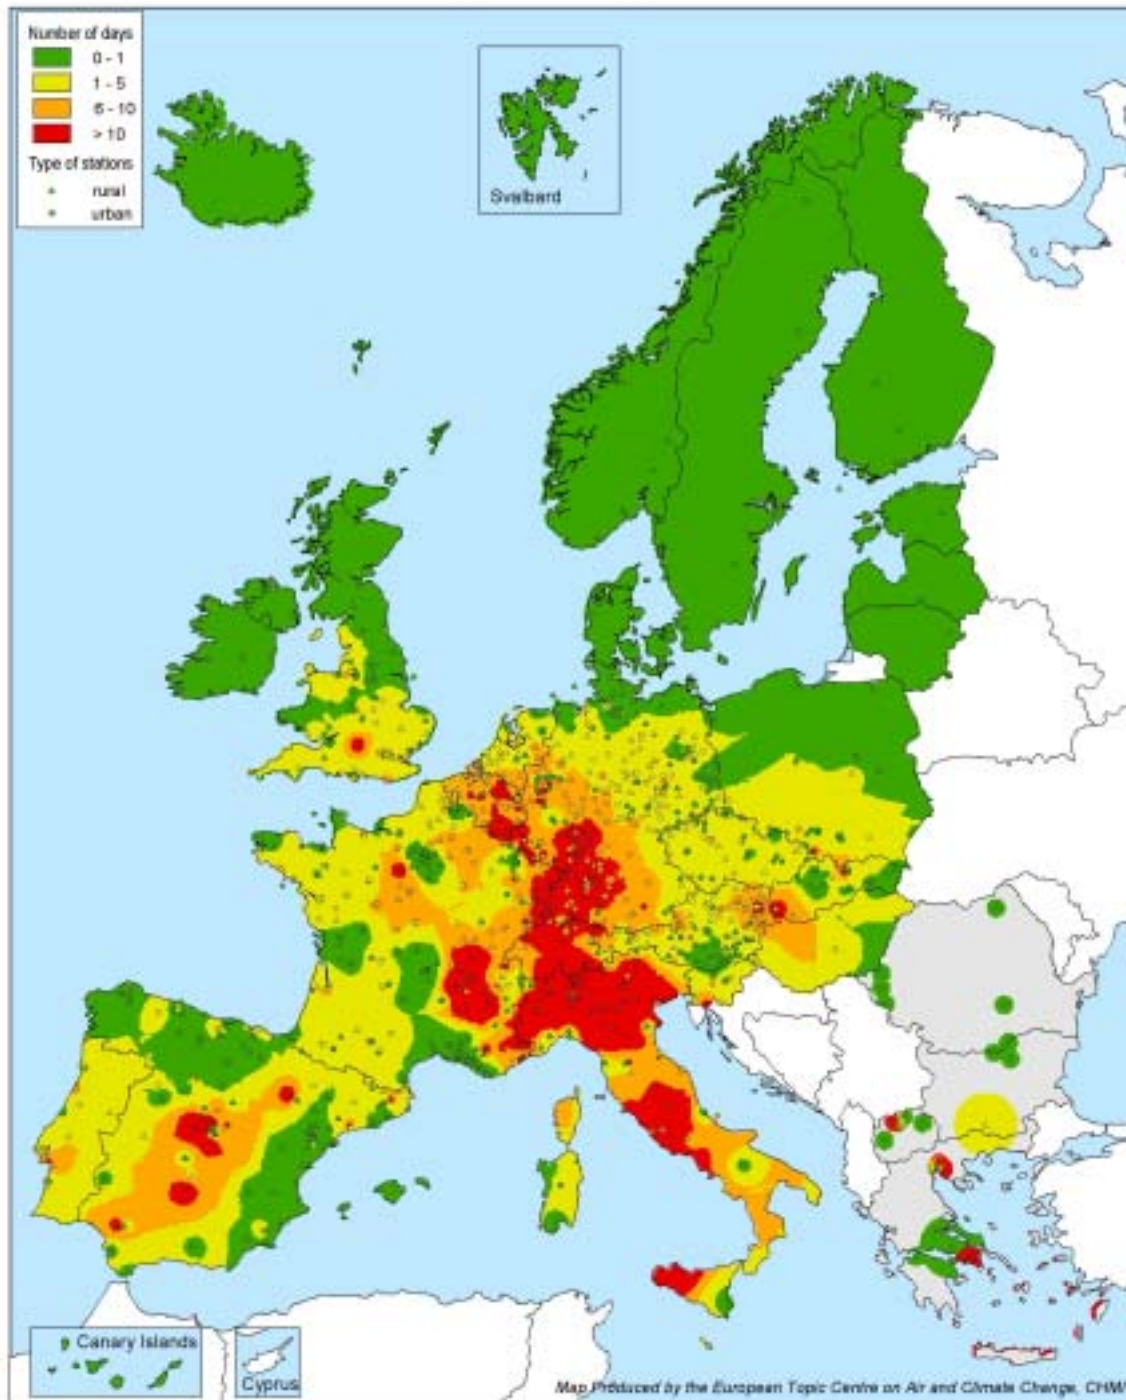 Number of days
0 - 1
1 - 5
6 - 10
> 10
Type of stations
rural
urban
Svalbard
Canary Islands
Cyprus
Map Produced by the European Topic Centre on Air and Climate Change, CHMI